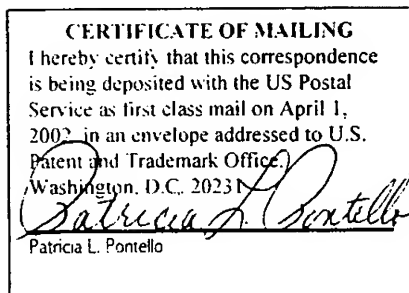 CERTIFICATE OF MAILING
I hereby certify that this correspondence
is being deposited with the US Postal
Service as first class mail on April 1,
2002 in an envelope addressed to U.S.
Patent and Trademark Office,
Washington, D.C. 20231
Patricia L. Pontello
Patricia L. Pontello